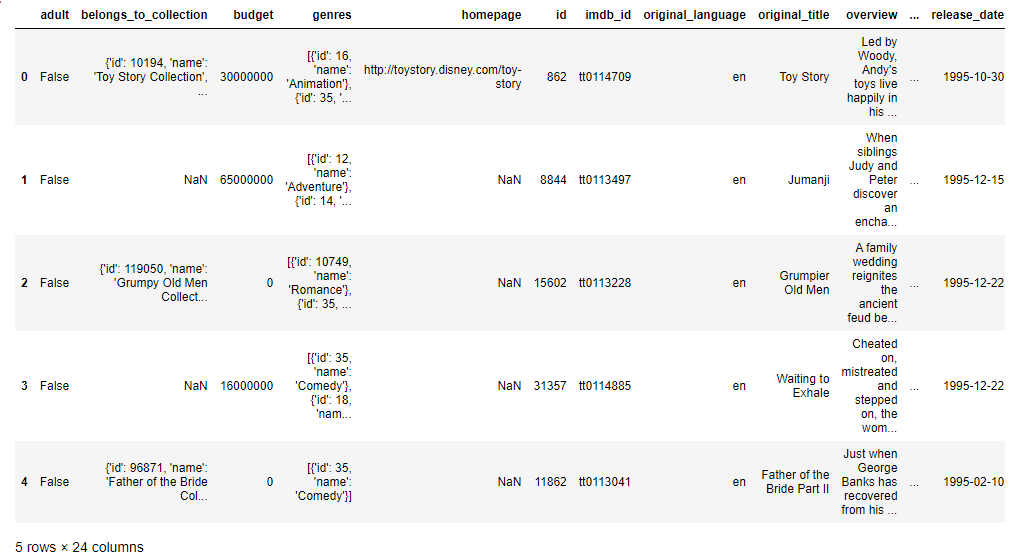 adult belongs_to_collection budget genres homepage id imdb_id original_language original_title overview ... release_date
0 False {'id': 10194, 'name': 'Toy Story Collection', ... 30000000 [{'id': 16, 'name': 'Animation'}, {'id': 35, '... http://toystory.disney.com/toy-story 862 tt0114709 en Toy Story Led by Woody, Andy's toys live happily in his ... ... 1995-10-30
1 False NaN 65000000 [{'id': 12, 'name': 'Adventure'}, {'id': 14, '... NaN 8844 tt0113497 en Jumanji When siblings Judy and Peter discover an encha... ... 1995-12-15
2 False {'id': 119050, 'name': 'Grumpy Old Men Collect... 0 [{'id': 10749, 'name': 'Romance'}, {'id': 35, ... NaN 15602 tt0113228 en Grumpier Old Men A family wedding reignites the ancient feud be... ... 1995-12-22
3 False NaN 16000000 [{'id': 35, 'name': 'Comedy'}, {'id': 18, 'nam... NaN 31357 tt0114885 en Waiting to Exhale Cheated on, mistreated and stepped on, the wom... ... 1995-12-22
4 False {'id': 96871, 'name': 'Father of the Bride Col... 0 [{'id': 35, 'name': 'Comedy'}] NaN 11862 tt0113041 en Father of the Bride Part II Just when George Banks has recovered from his ... ... 1995-02-10
5 rows × 24 columns